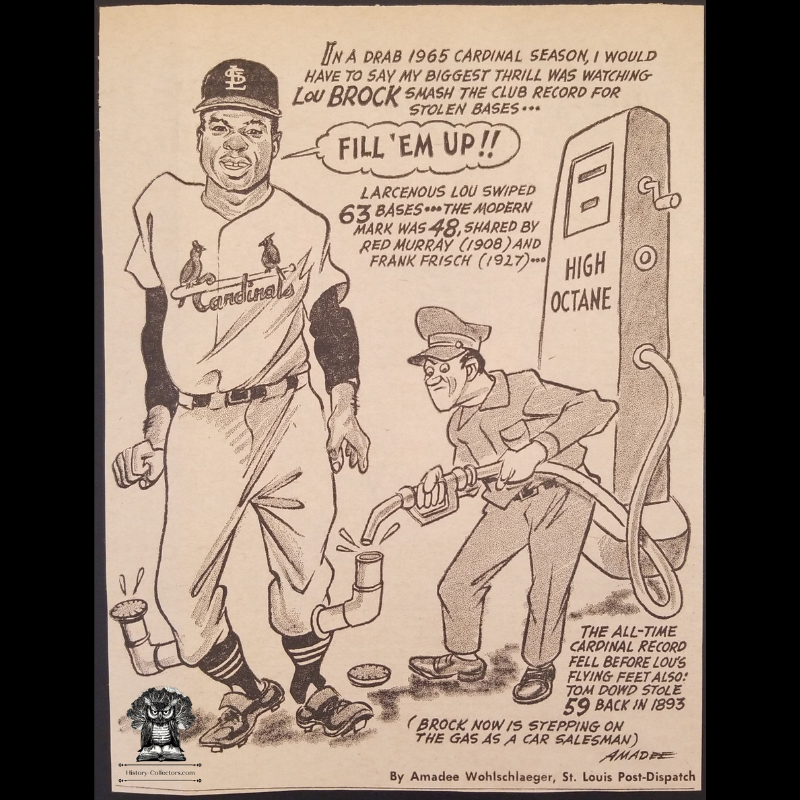 IN A DRAB 1965 CARDINAL SEASON, I WOULD
HAVE TO SAY MY BIGGEST THRILL WAS WATCHING
LOU BROCK SMASH THE CLUB RECORD FOR
STOLEN BASES...
FILL 'EM UP!!
LARCENOUS LOU SWIPED
63 BASES...THE MODERN
MARK WAS 48, SHARED BY
RED MURRAY (1908) AND
FRANK FRISCH (1927)...
STL
Cardinals
HIGH
OCTANE
THE ALL-TIME
CARDINAL RECORD
FELL BEFORE LOU'S
FLYING FEET ALSO:
TOM DOWD STOLE
59 BACK IN 1893
(BROCK NOW IS STEPPING ON
THE GAS AS A CAR SALESMAN)
AMADEE
By Amadee Wohlschlaeger, St. Louis Post-Dispatch
History-Collectors.com